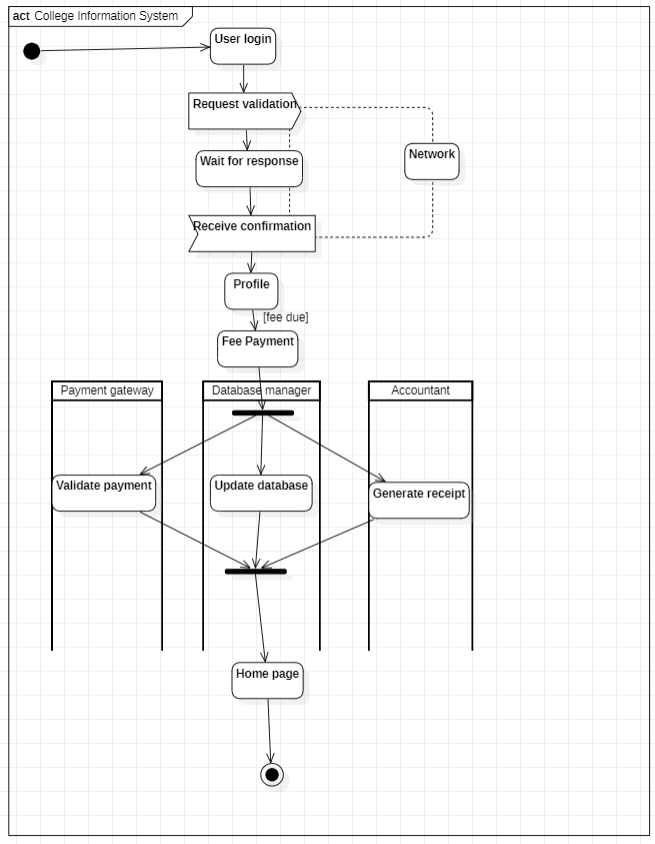 act College Information System
User login
Request validation
Wait for response
Network
Receive confirmation
Profile
[fee due]
Fee Payment
Payment gateway
Database manager
Accountant
Validate payment
Update database
Generate receipt
Home page